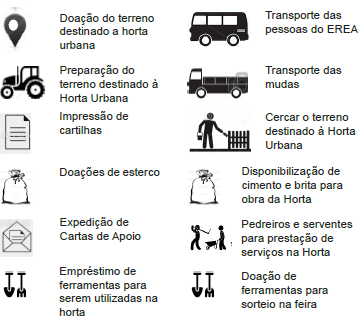 Doação do terreno
destinado a horta
urbana
Transporte das
pessoas do EREA
Preparação do
terreno destinado à
Horta Urbana
Transporte das
mudas
Impressão de
cartilhas
Cercar o terreno
destinado à Horta
Urbana
Doações de esterco
Disponibilização de
cimento e brita para
obra da Horta
Expedição de
Cartas de Apoio
Pedreiros e serventes
para prestação de
serviços na Horta
Empréstimo de
ferramentas para
serem utilizadas na
horta
Doação de
ferramentas para
sorteio na feira